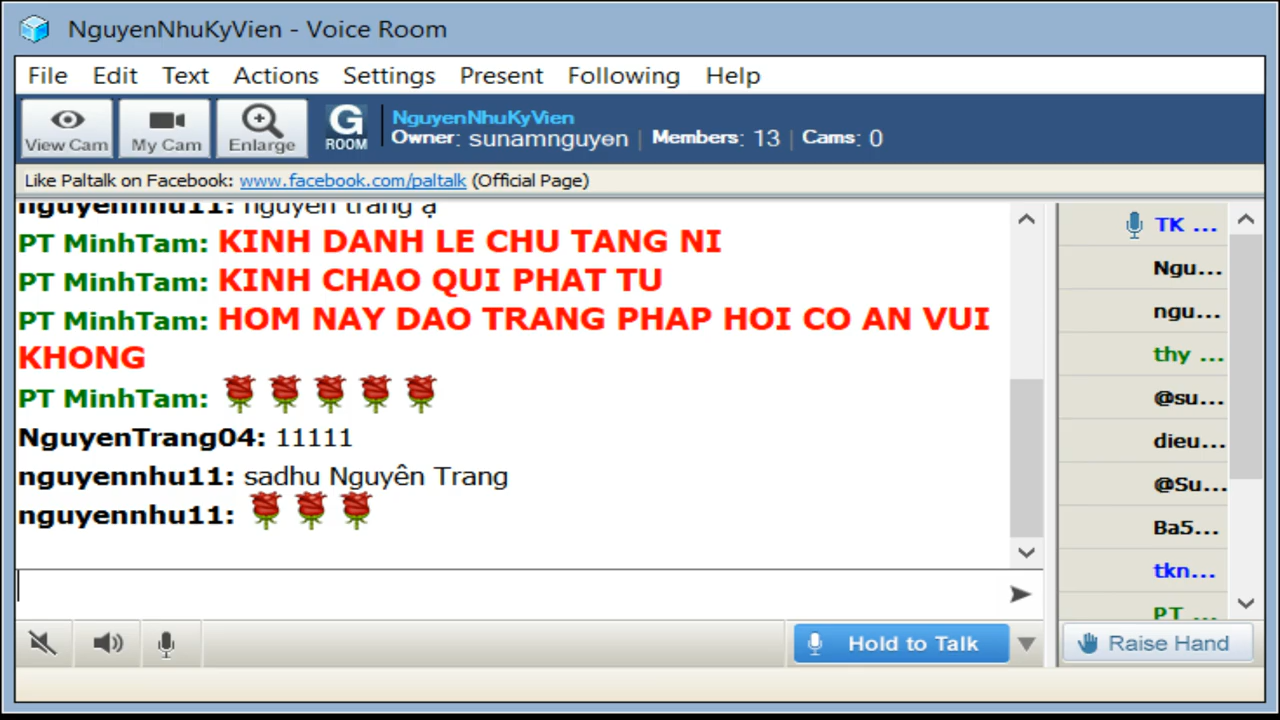 NguyenNhuKyVien - Voice Room
File Edit Text Actions Settings Present Following Help
View Cam My Cam Enlarge G ROOM
NguyenNhuKyVien
Owner: sunamnguyen | Members: 13 | Cams: 0
Like Paltalk on Facebook: www.facebook.com/paltalk (Official Page)
nguyennhu11: nguyên trang ạ
PT MinhTam: KINH DANH LE CHU TANG NI
PT MinhTam: KINH CHAO QUI PHAT TU
PT MinhTam: HOM NAY DAO TRANG PHAP HOI CO AN VUI
KHONG
PT MinhTam:
NguyenTrang04: 11111
nguyennhu11: sadhu Nguyên Trang
nguyennhu11:
TK ...
Ngu...
ngu...
thy ...
@su...
dieu...
@Su...
Ba5...
tkn...
PT ...
Hold to Talk
Raise Hand